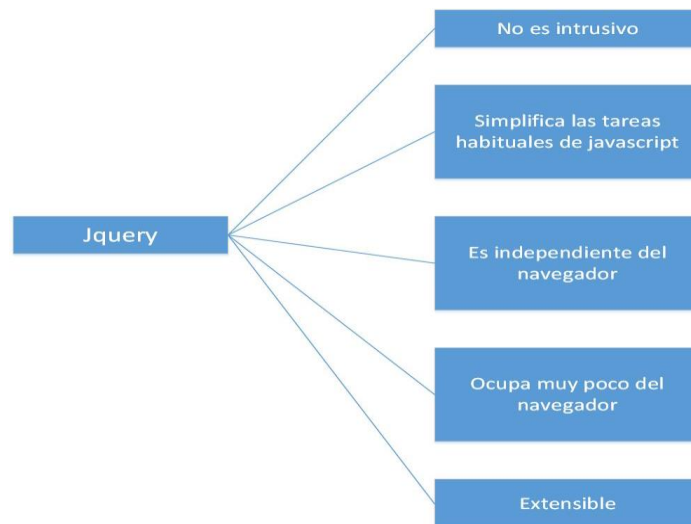 No es intrusivo
Simplifica las tareas
habituales de javascript
Jquery
Es independiente del
navegador
Ocupa muy poco del
navegador
Extensible